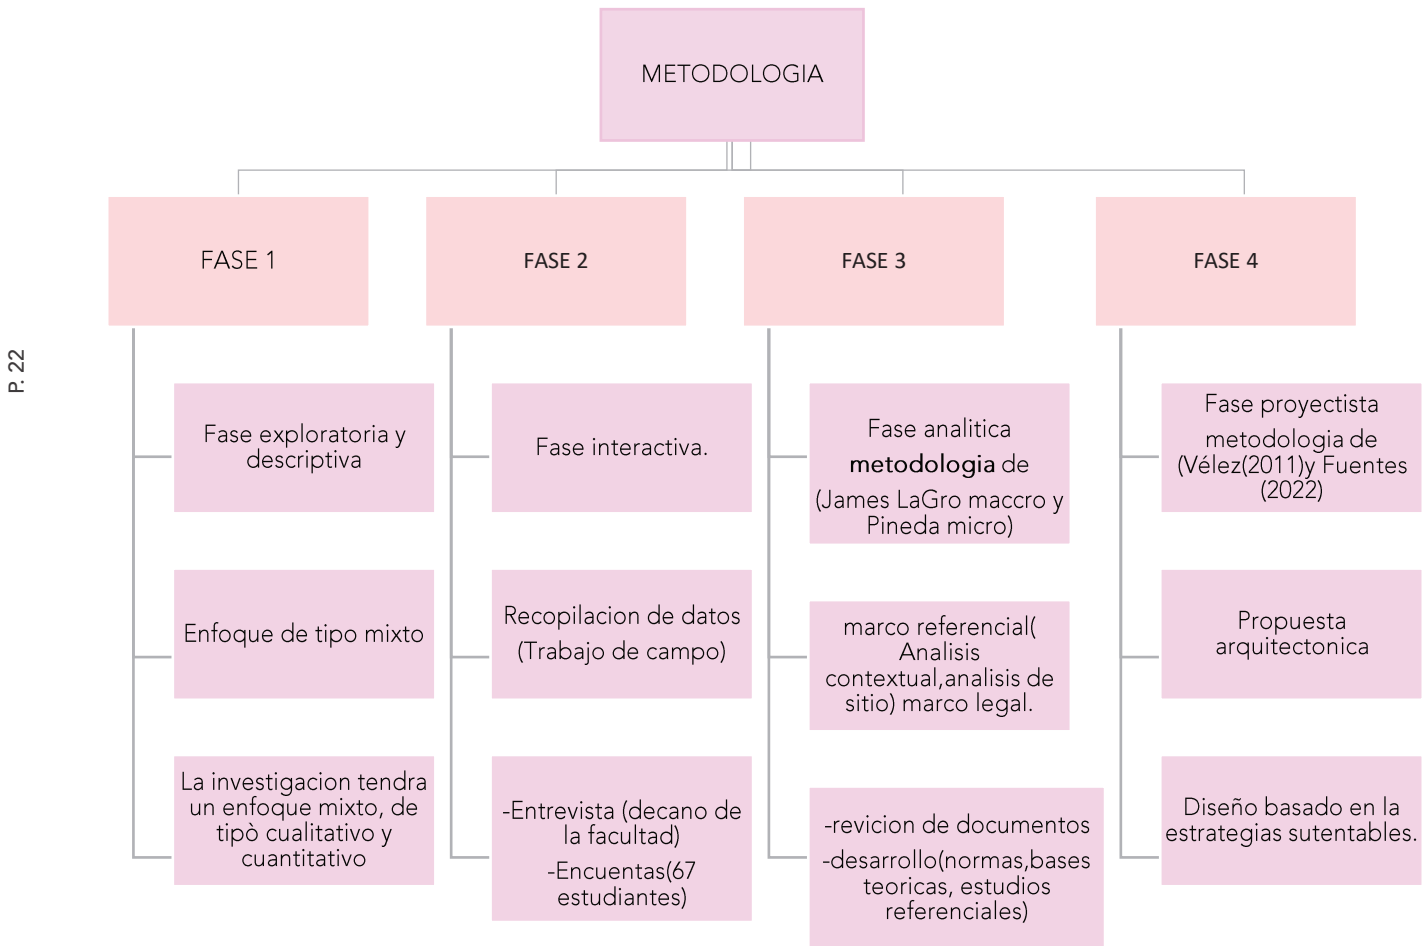 METODOLOGIA
FASE 1
FASE 2
FASE 3
FASE 4
P. 22
Fase exploratoria y
descriptiva
Enfoque de tipo mixto
La investigacion tendra
un enfoque mixto, de
tipò cualitativo y
cuantitativo
Fase interactiva.
Recopilacion de datos
(Trabajo de campo)
-Entrevista (decano de
la facultad)
-Encuentas(67
estudiantes)
Fase analitica
metodologia de
(James LaGro maccro y
Pineda micro)
marco referencial(
Analisis
contextual,analisis de
sitio) marco legal.
-revicion de documentos
-desarrollo(normas,bases
teoricas, estudios
referenciales)
Fase proyectista
metodologia de
(Vélez(2011)y Fuentes
(2022)
Propuesta
arquitectonica
Diseño basado en la
estrategias sutentables.